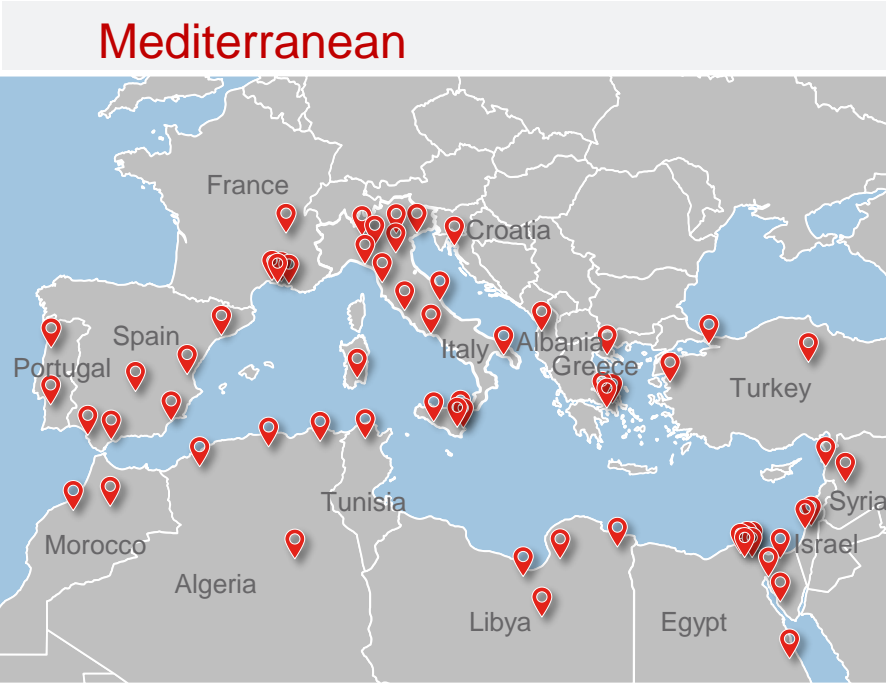 Mediterranean
France
Croatia
Spain
Italy
Albania
Portugal
Greece
Turkey
Tunisia
Syria
Morocco
Israel
Algeria
Libya
Egypt